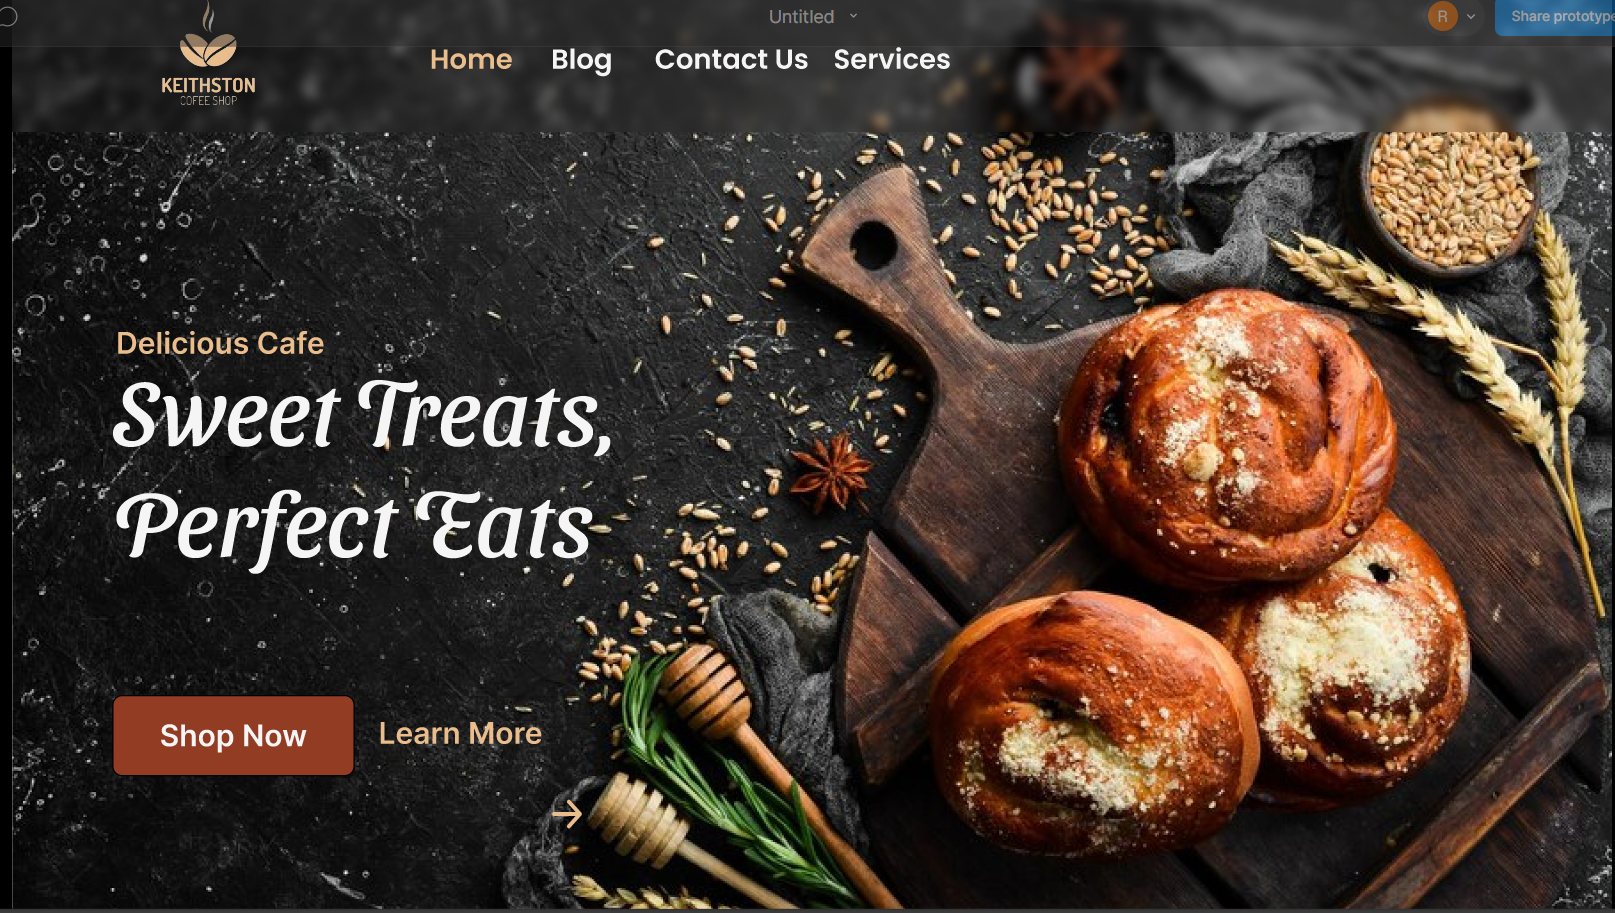 Untitled
R
Share prototype
KEITHSTON
COFEE SHOP
Home Blog Contact Us Services
Delicious Cafe
Sweet Treats,
Perfect Eats
Shop Now
Learn More